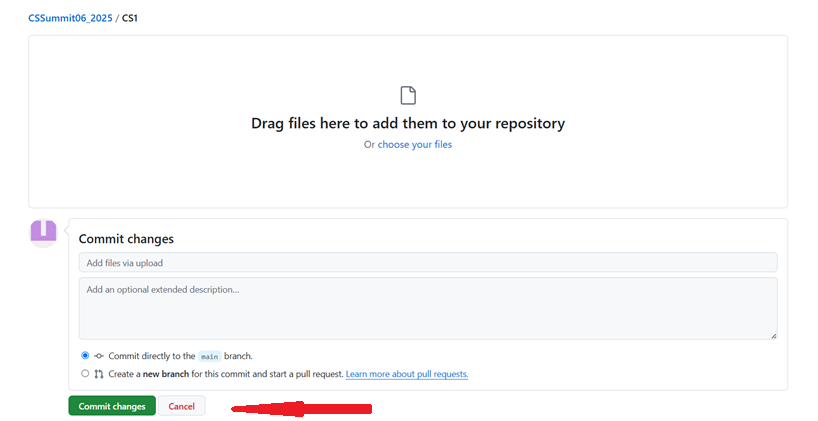 CSSummit06_2025 / CS1
Drag files here to add them to your repository
Or choose your files
Commit changes
Add files via upload
Add an optional extended description...
Commit directly to the main branch.
Create a new branch for this commit and start a pull request. Learn more about pull requests.
Commit changes Cancel